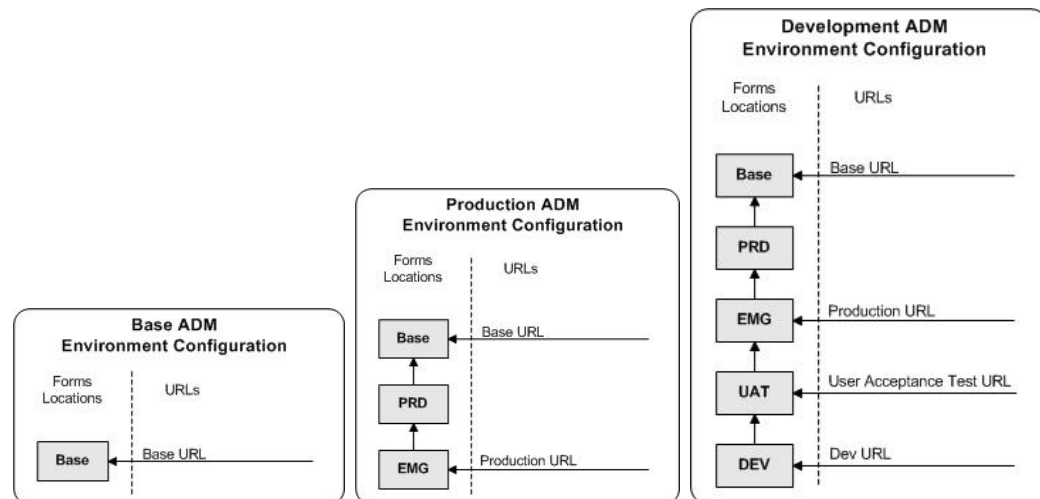 Base ADM
Environment Configuration
Forms
Locations
URLs
Base
Base URL
Production ADM
Environment Configuration
Forms
Locations
URLs
Base
Base URL
PRD
EMG
Production URL
Development ADM
Environment Configuration
Forms
Locations
URLs
Base
Base URL
PRD
EMG
Production URL
UAT
User Acceptance Test URL
DEV
Dev URL